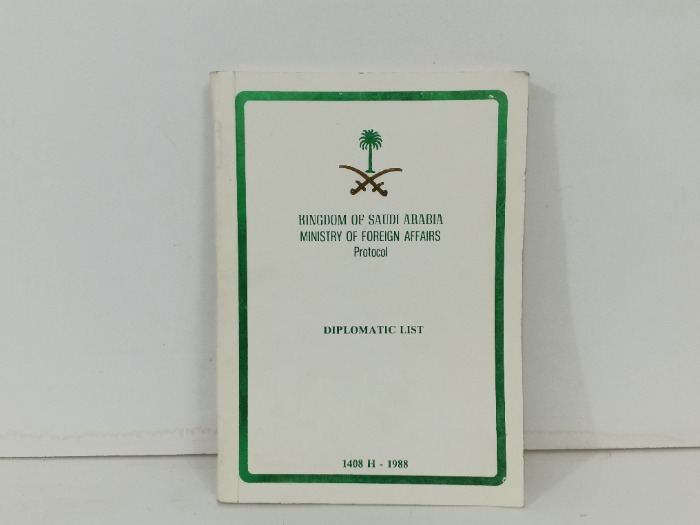 KINGDOM OF SAUDI ARABIA
MINISTRY OF FOREIGN AFFAIRS
Protocol
DIPLOMATIC LIST
1408 H - 1988